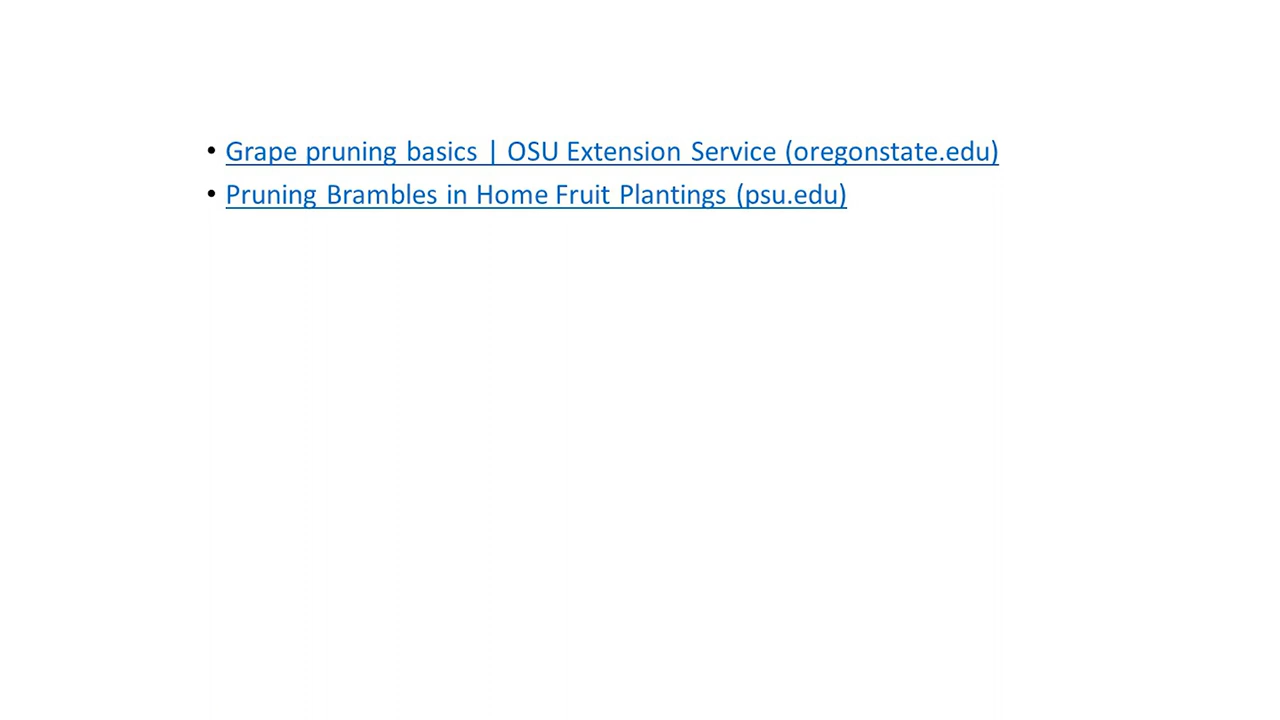 • Grape pruning basics | OSU Extension Service (oregonstate.edu)
• Pruning Brambles in Home Fruit Plantings (psu.edu)